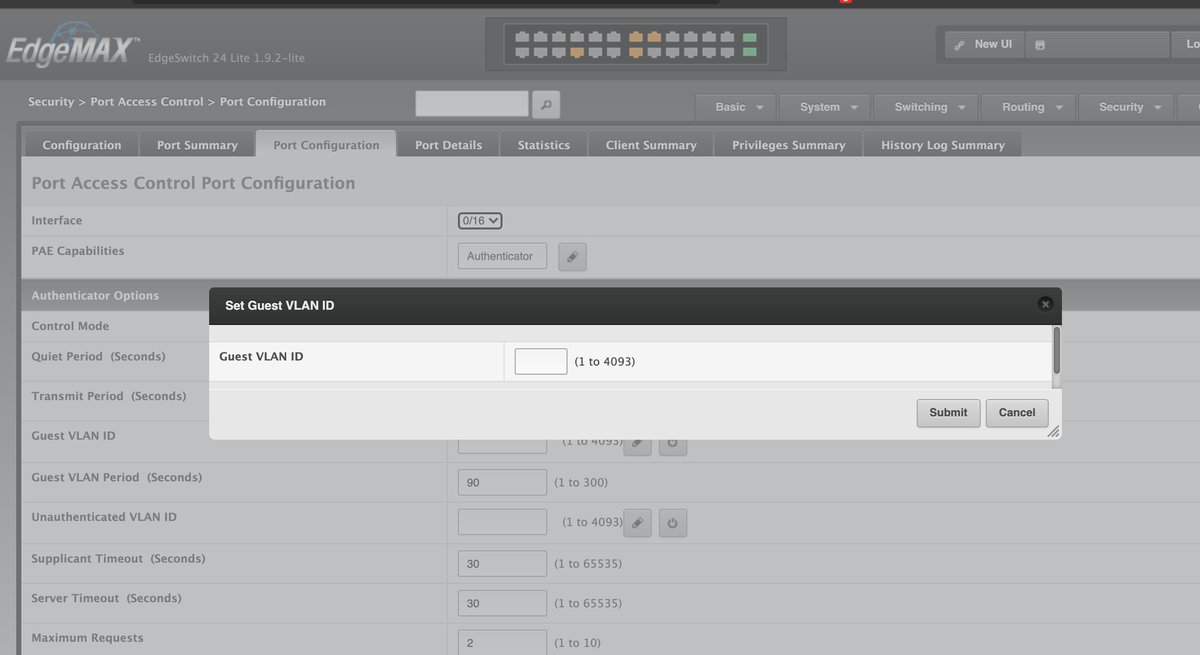 EdgeMAX™
EdgeSwitch 24 Lite 1.9.2-lite
New UI
Lo
Security > Port Access Control > Port Configuration
Basic
System
Switching
Routing
Security
Configuration
Port Summary
Port Configuration
Port Details
Statistics
Client Summary
Privileges Summary
History Log Summary
Port Access Control Port Configuration
Interface
0/16
PAE Capabilities
Authenticator
Authenticator Options
Set Guest VLAN ID
Control Mode
Quiet Period (Seconds)
Guest VLAN ID
(1 to 4093)
Transmit Period (Seconds)
Submit
Cancel
Guest VLAN ID
(1 to 4093)
Guest VLAN Period (Seconds)
90
(1 to 300)
Unauthenticated VLAN ID
(1 to 4093)
Supplicant Timeout (Seconds)
30
(1 to 65535)
Server Timeout (Seconds)
30
(1 to 65535)
Maximum Requests
2
(1 to 10)